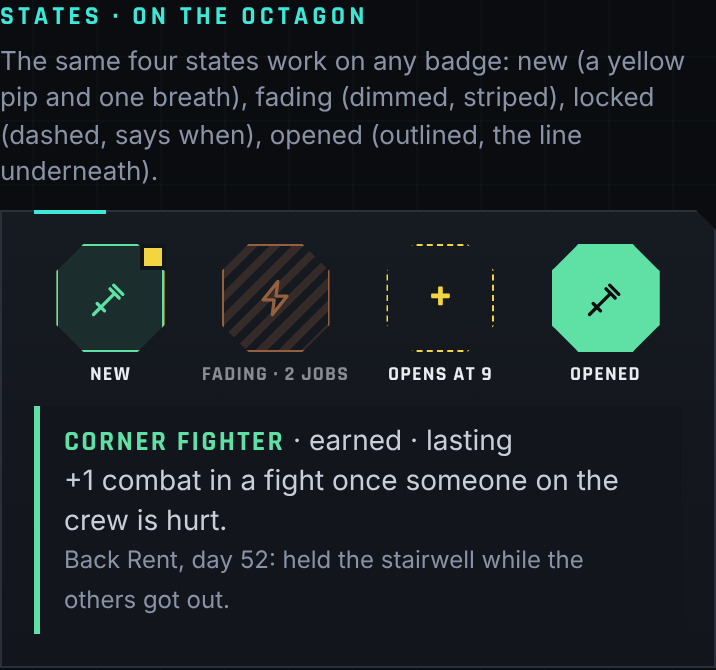 STATES · ON THE OCTAGON
The same four states work on any badge: new (a yellow
pip and one breath), fading (dimmed, striped), locked
(dashed, says when), opened (outlined, the line
underneath).
NEW
FADING · 2 JOBS
OPENS AT 9
OPENED
CORNER FIGHTER · earned · lasting
+1 combat in a fight once someone on the
crew is hurt.
Back Rent, day 52: held the stairwell while the
others got out.